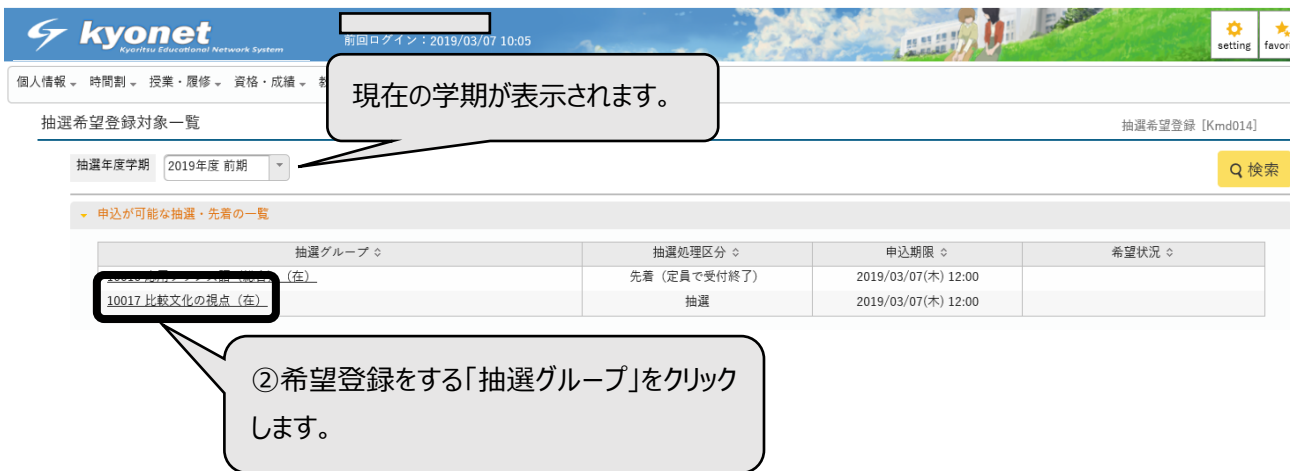 kyonet
Kyoritsu Educational Network System
前回ログイン：2019/03/07 10:05
setting
favori
個人情報 時間割 授業・履修 資格・成績
現在の学期が表示されます。
抽選希望登録対象一覧
抽選希望登録 [Kmd014]
抽選年度学期 2019年度 前期
検索
申込が可能な抽選・先着の一覧
抽選グループ 抽選処理区分 申込期限 希望状況
（在） 先着（定員で受付終了） 2019/03/07(木) 12:00
10017 比較文化の視点（在） 抽選 2019/03/07(木) 12:00
②希望登録をする「抽選グループ」をクリック
します。